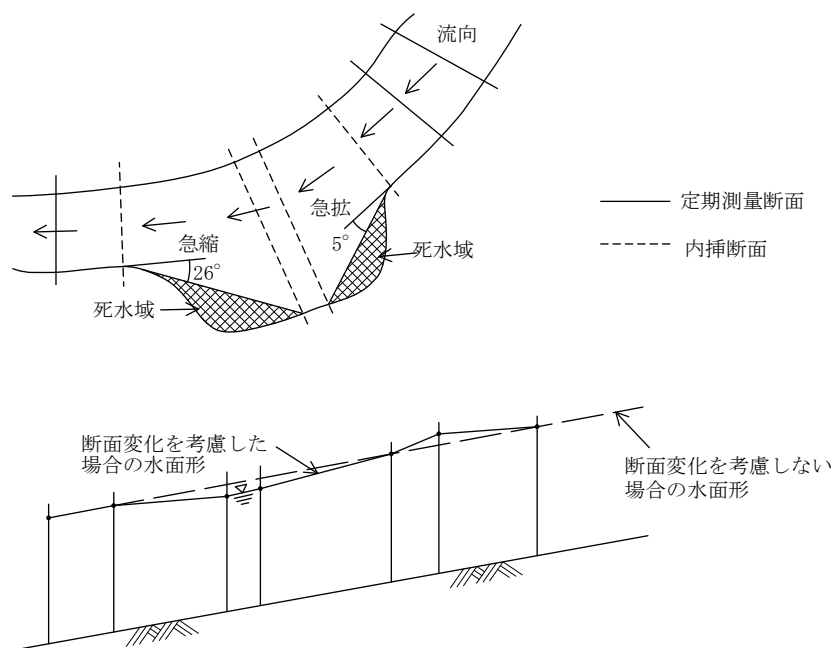 流向
急拡
5°
死水域
急縮
26°
死水域
定期測量断面
内挿断面
断面変化を考慮した
場合の水面形
断面変化を考慮しない
場合の水面形